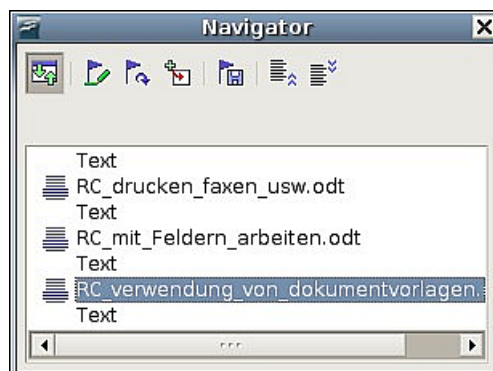 Navigator
Text
RC_drucken_faxen_usw.odt
Text
RC_mit_Feldern_arbeiten.odt
Text
RC_verwendung_von_dokumentvorlagen.
Text